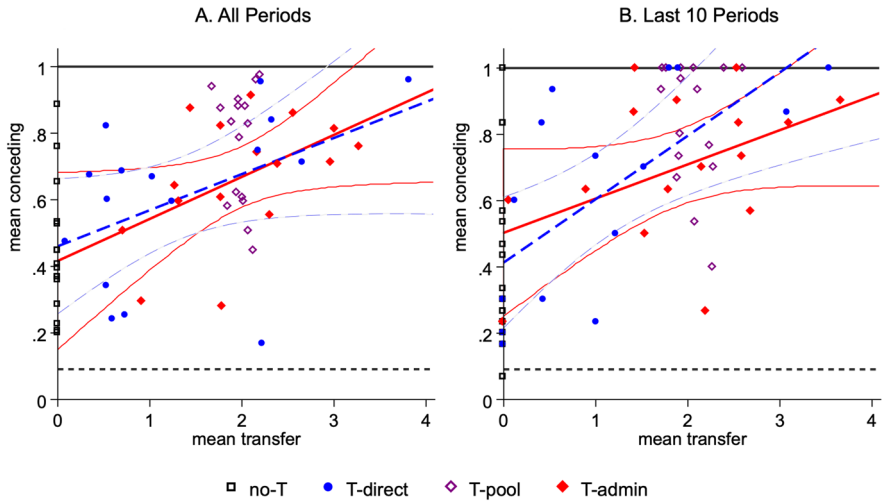 A. All Periods
B. Last 10 Periods
mean conceding
1
.8
.6
.4
.2
0
0 1 2 3 4
mean transfer
mean conceding
1
.8
.6
.4
.2
0
0 1 2 3 4
mean transfer
no-T T-direct T-pool T-admin